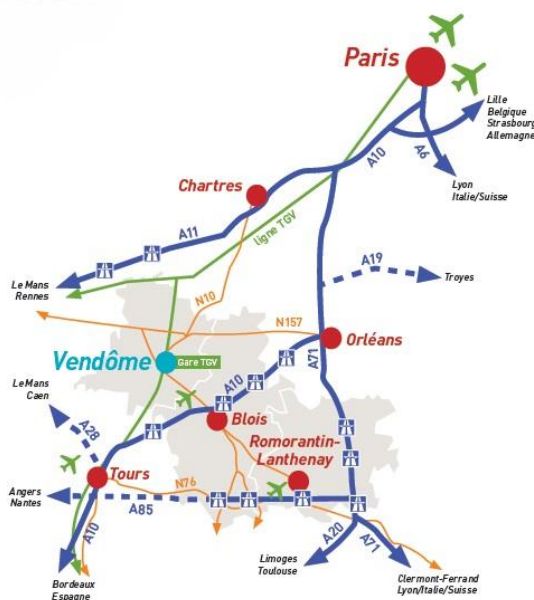 Paris
Lille
Belgique
Strasbourg
Allemagne
A10
A6
Lyon
Italie/Suisse
Chartres
A11
ligne TGV
Le Mans
Rennes
A19
Troyes
N10
N157
Orléans
A71
Vendôme
Gare TGV
A10
Le Mans
Caen
A28
Blois
Romorantin-
Lanthenay
Tours
N76
Angers
Nantes
A85
A10
A20
A71
Limoges
Toulouse
Clermont-Ferrand
Lyon/Italie/Suisse
Bordeaux
Espagne